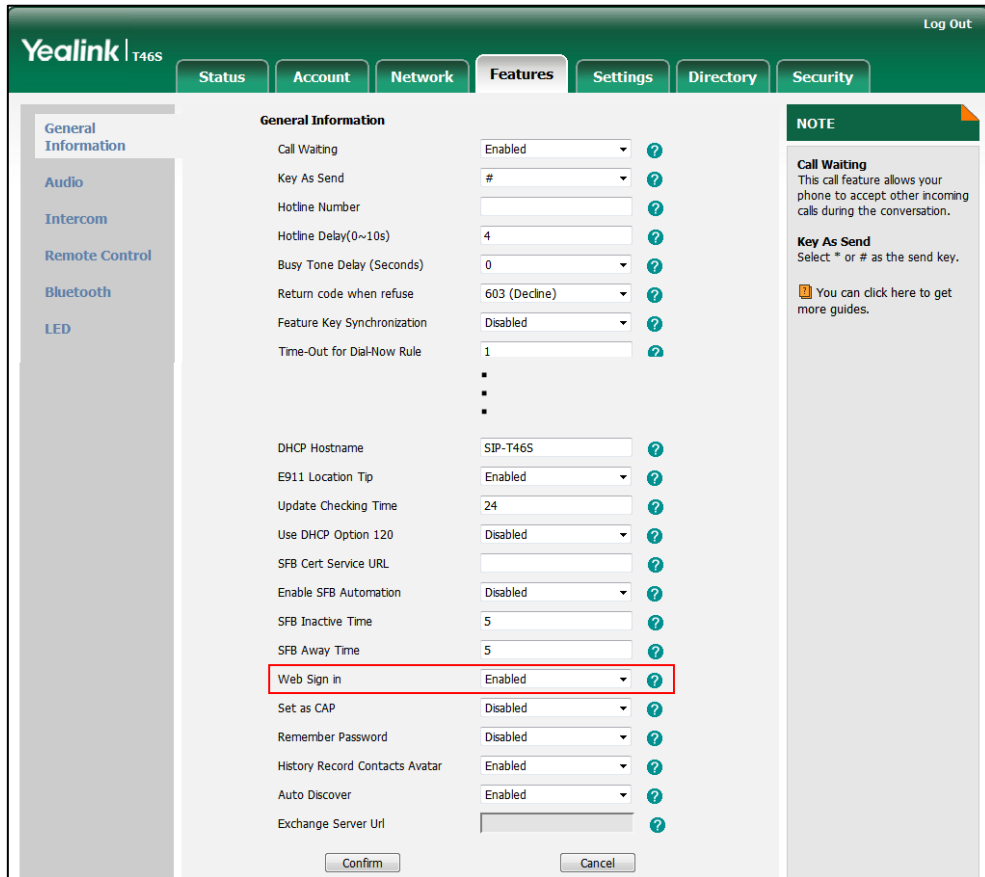 Log Out
Yealink T46S
Status Account Network Features Settings Directory Security
General
Information
Audio
Intercom
Remote Control
Bluetooth
LED
General Information
Call Waiting Enabled
Key As Send #
Hotline Number
Hotline Delay(0~10s) 4
Busy Tone Delay (Seconds) 0
Return code when refuse 603 (Decline)
Feature Key Synchronization Disabled
Time-Out for Dial-Now Rule 1
DHCP Hostname SIP-T46S
E911 Location Tip Enabled
Update Checking Time 24
Use DHCP Option 120 Disabled
SFB Cert Service URL
Enable SFB Automation Disabled
SFB Inactive Time 5
SFB Away Time 5
Web Sign in Enabled
Set as CAP Disabled
Remember Password Disabled
History Record Contacts Avatar Enabled
Auto Discover Enabled
Exchange Server Url
Confirm Cancel
NOTE
Call Waiting
This call feature allows your
phone to accept other incoming
calls during the conversation.
Key As Send
Select * or # as the send key.
You can click here to get
more guides.